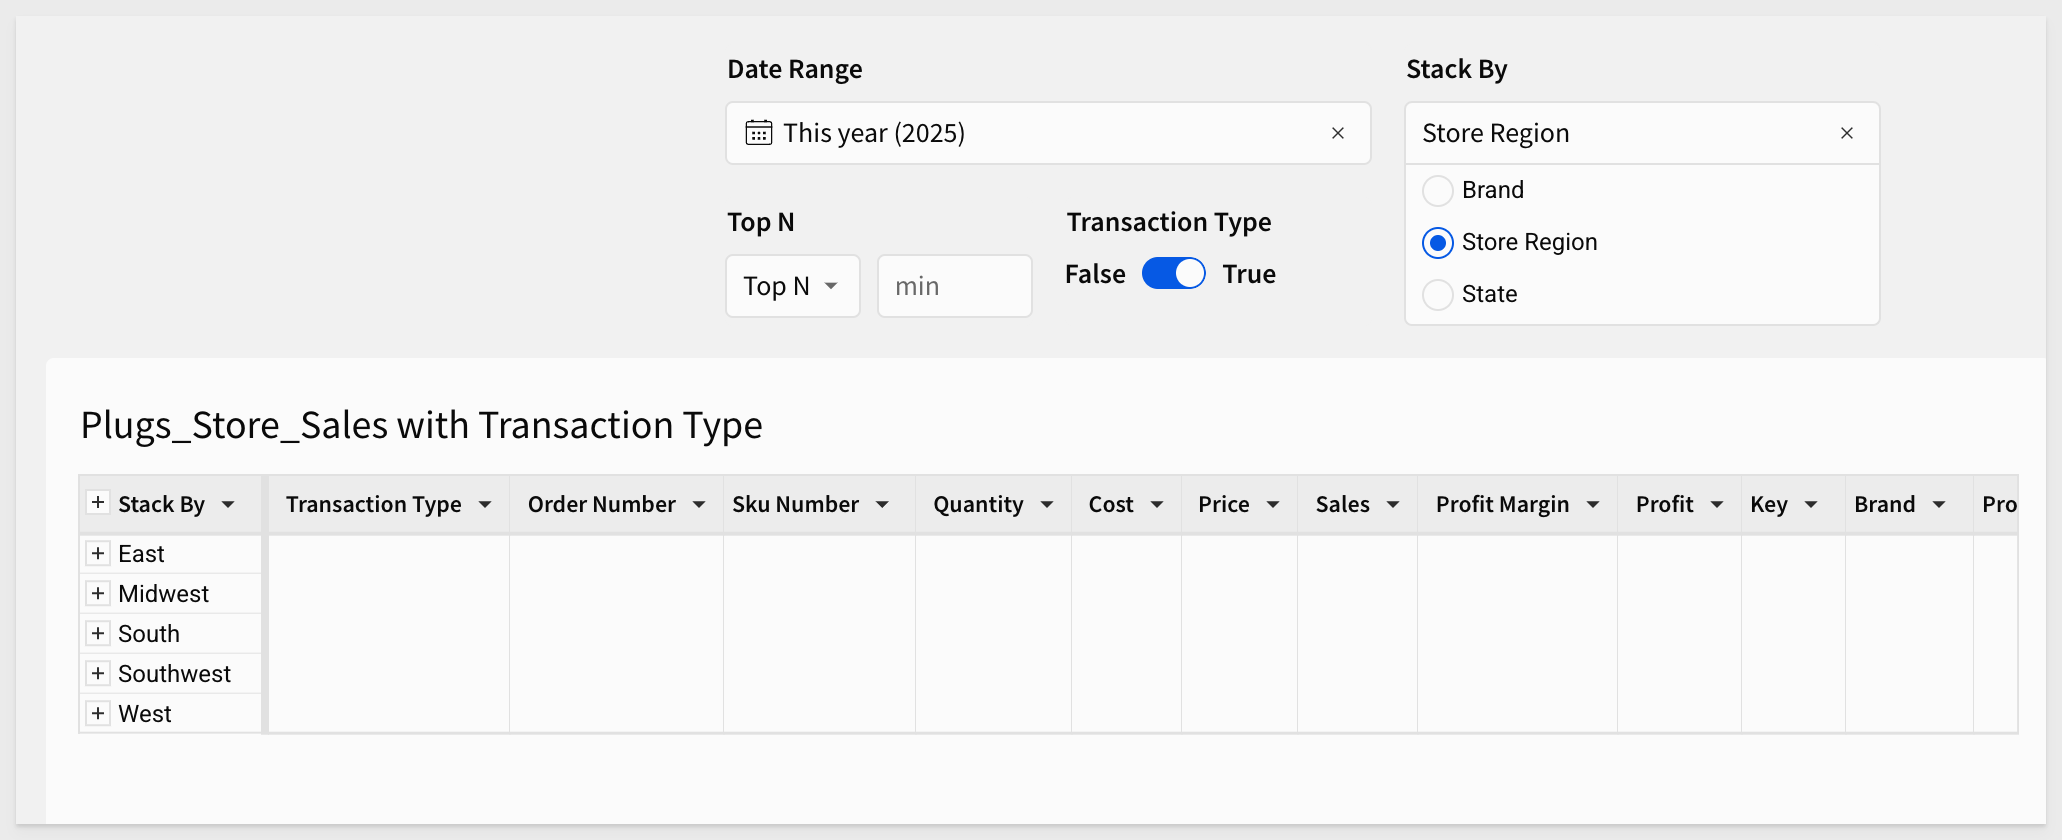 Date Range
Stack By
This year (2025)
Store Region
Brand
Store Region
State
Top N
Transaction Type
Top N
min
False
True
Plugs_Store_Sales with Transaction Type
Stack By Transaction Type Order Number Sku Number Quantity Cost Price Sales Profit Margin Profit Key Brand Pro
East
Midwest
South
Southwest
West